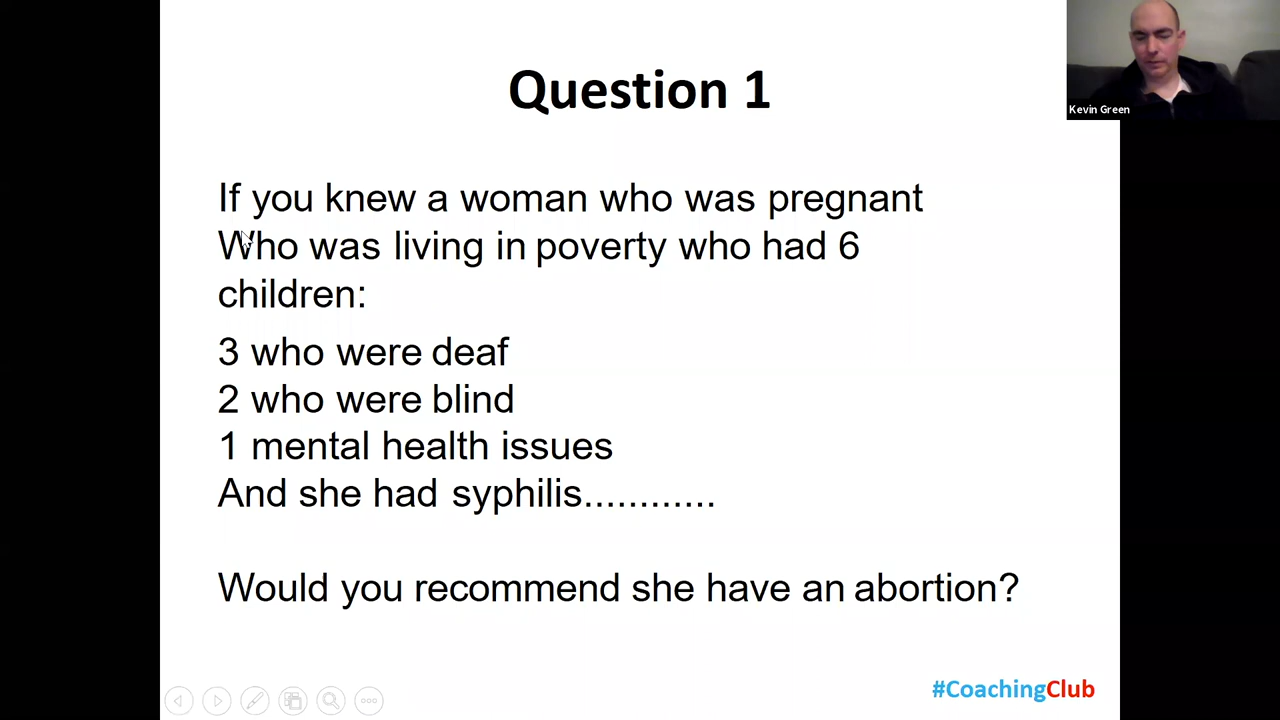 Question 1
Kevin Green
If you knew a woman who was pregnant
Who was living in poverty who had 6
children:
3 who were deaf
2 who were blind
1 mental health issues
And she had syphilis............
Would you recommend she have an abortion?
#CoachingClub